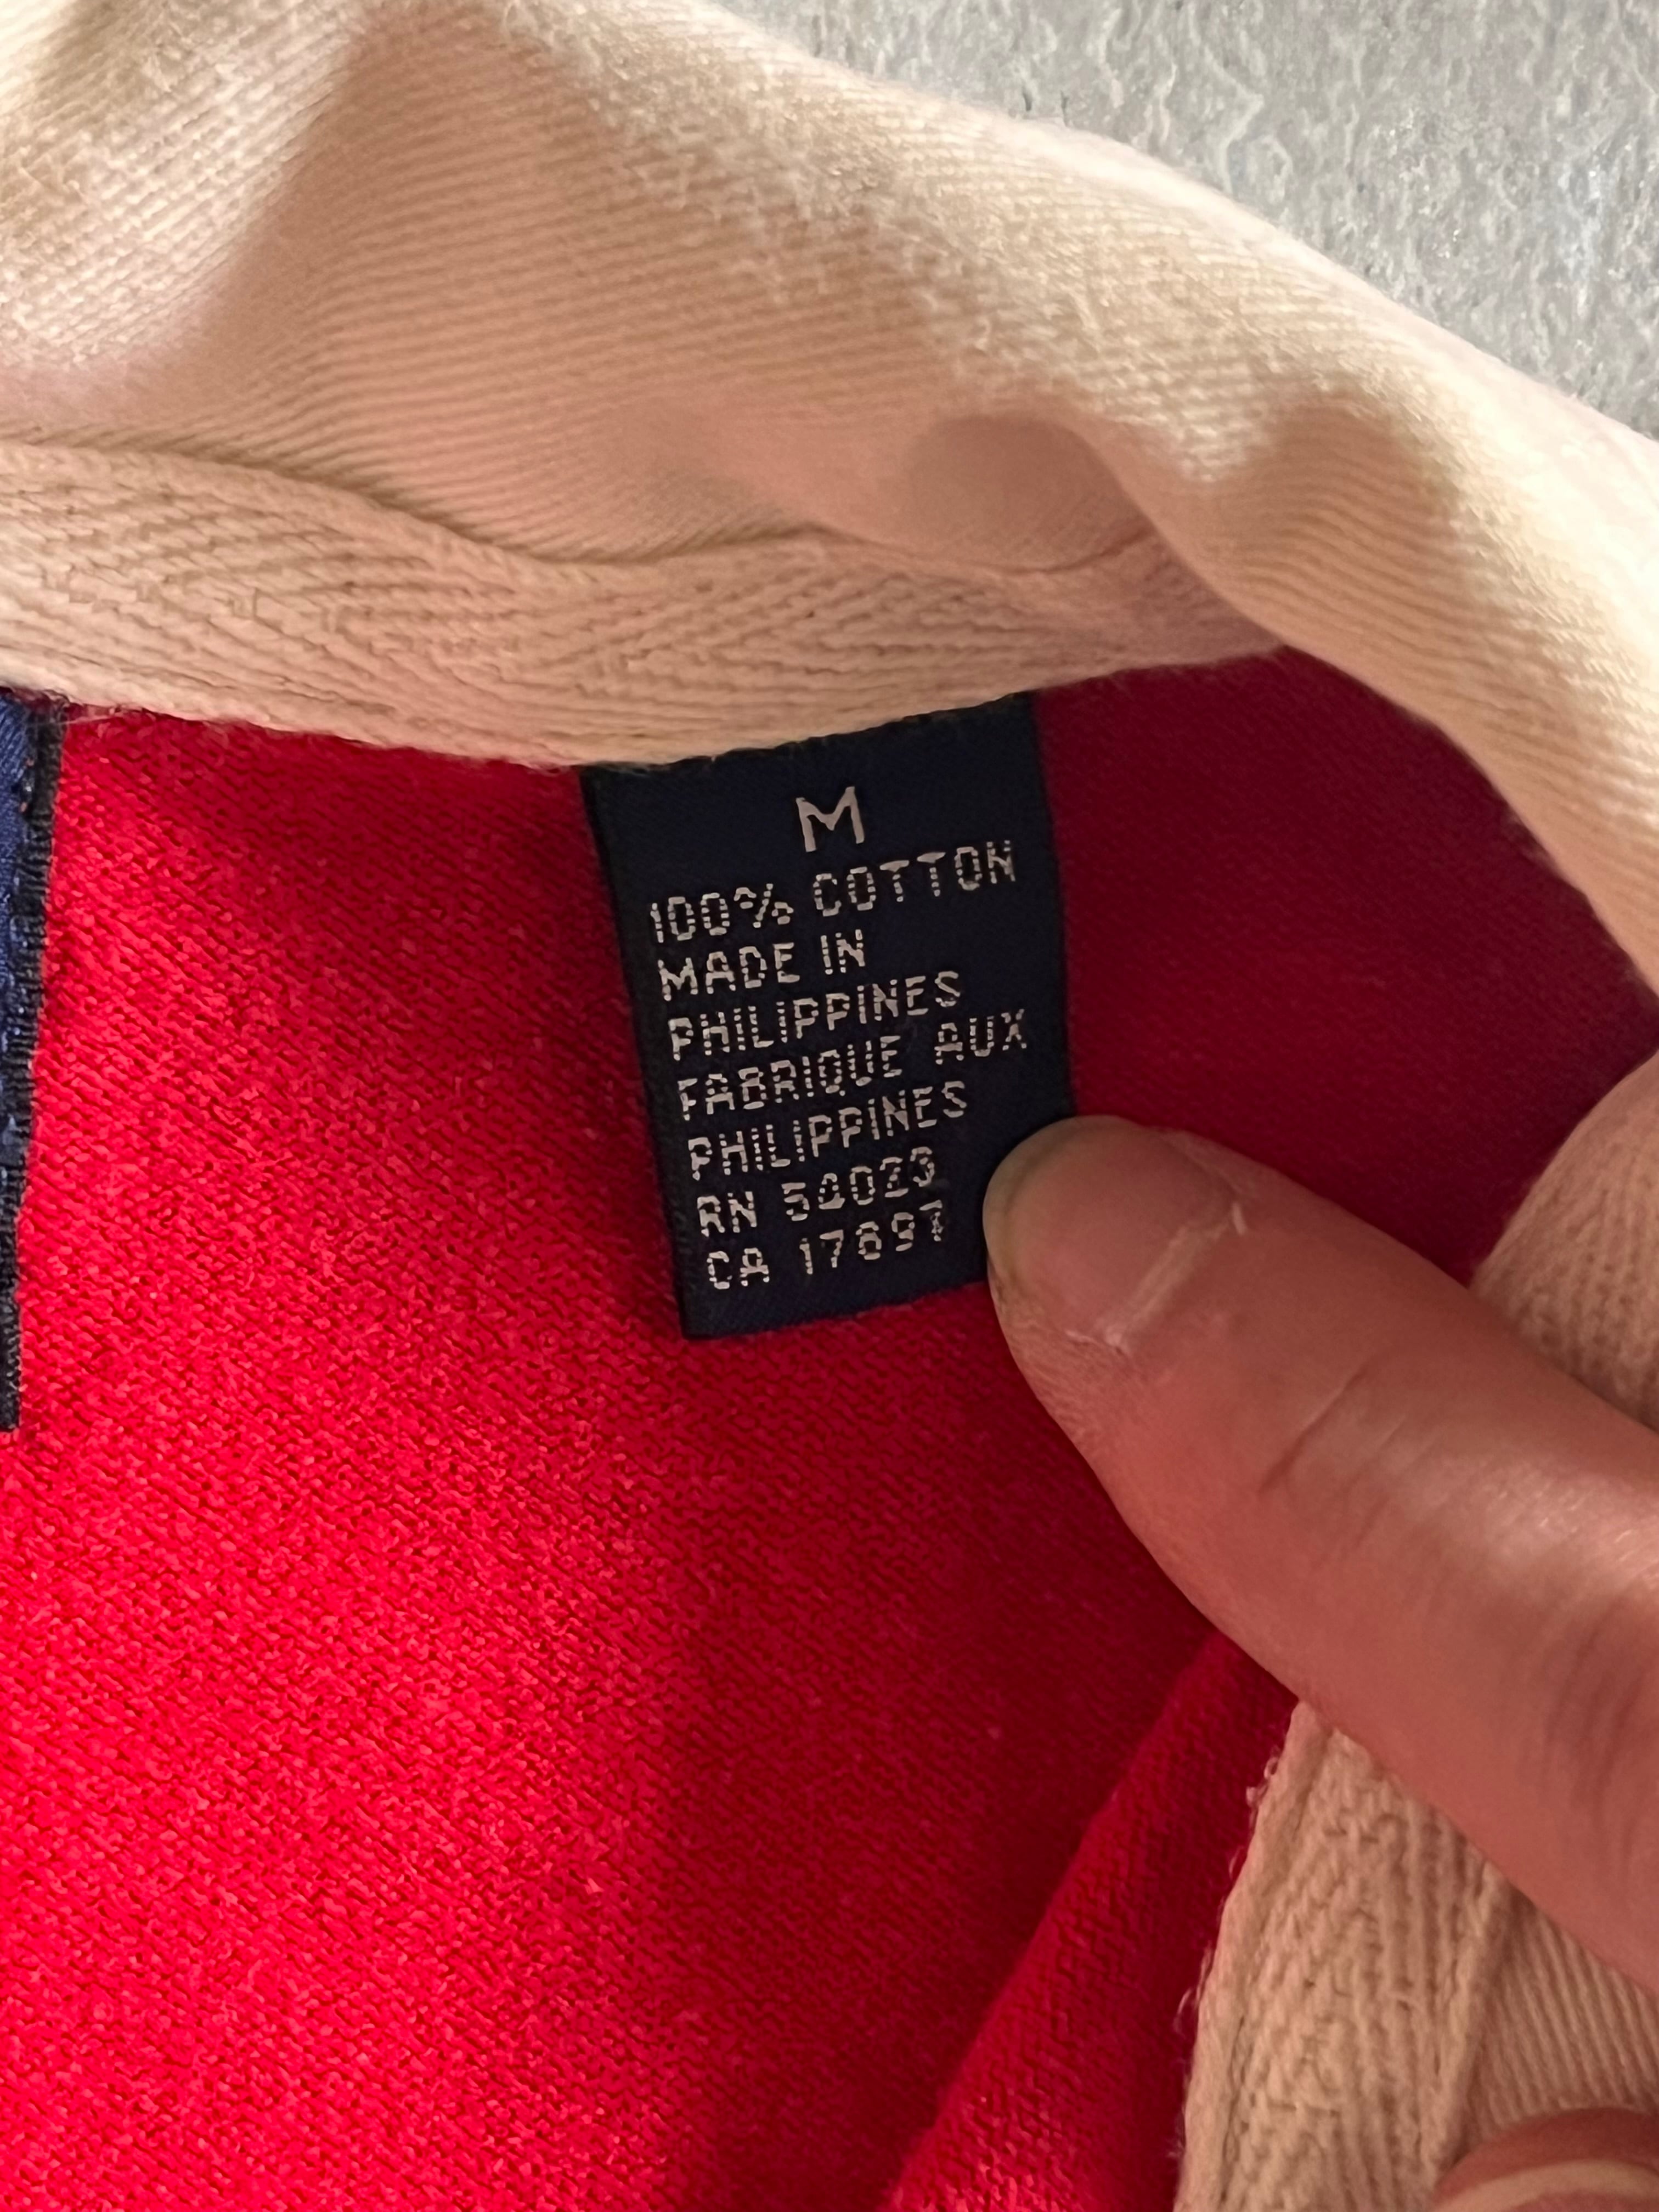 M
100% COTTON
MADE IN
PHILIPPINES
FABRIQUE AUX
PHILIPPINES
RN 54023
CA 17897